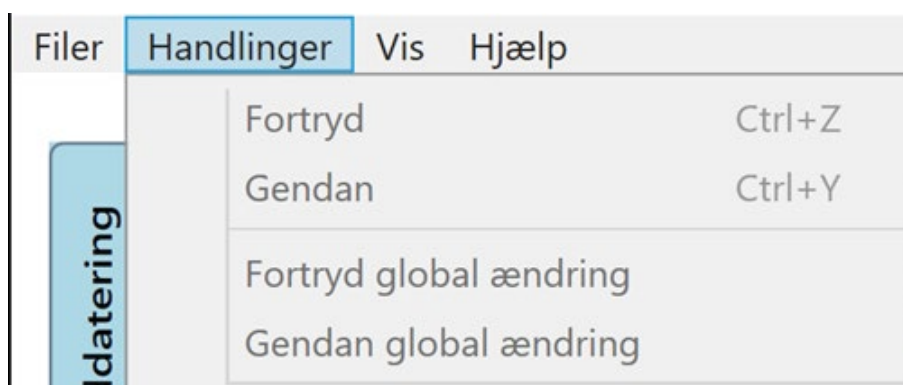 Filer Handlinger Vis Hjælp
Fortryd Ctrl+Z
Gendan Ctrl+Y
Fortryd global ændring
Gendan global ændring